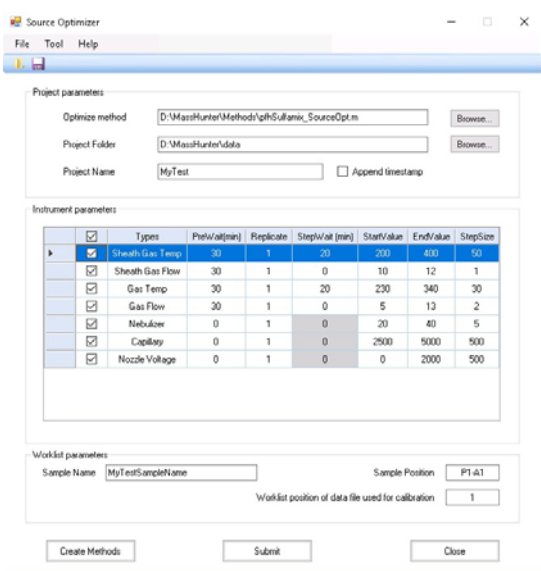 Source Optimizer
File Tool Help
Project parameters
Optimize method D:\MassHunter\Methods\pfhSulfamix_SourceOpt.m Browse...
Project Folder D:\MassHunter\data Browse...
Project Name MyTest Append timestamp
Instrument parameters
Types PreWait(min) Replicate StepWait (min) StartValue EndValue StepSize
Sheath Gas Temp 30 1 20 200 400 50
Sheath Gas Flow 30 1 0 10 12 1
Gas Temp 30 1 20 230 340 30
Gas Flow 30 1 0 5 13 2
Nebulizer 0 1 0 20 40 5
Capillary 0 1 0 2500 5000 500
Nozzle Voltage 0 1 0 0 2000 500
Worklist parameters
Sample Name MyTestSampleName Sample Position P1-A1
Worklist position of data file used for calibration 1
Create Methods Submit Close